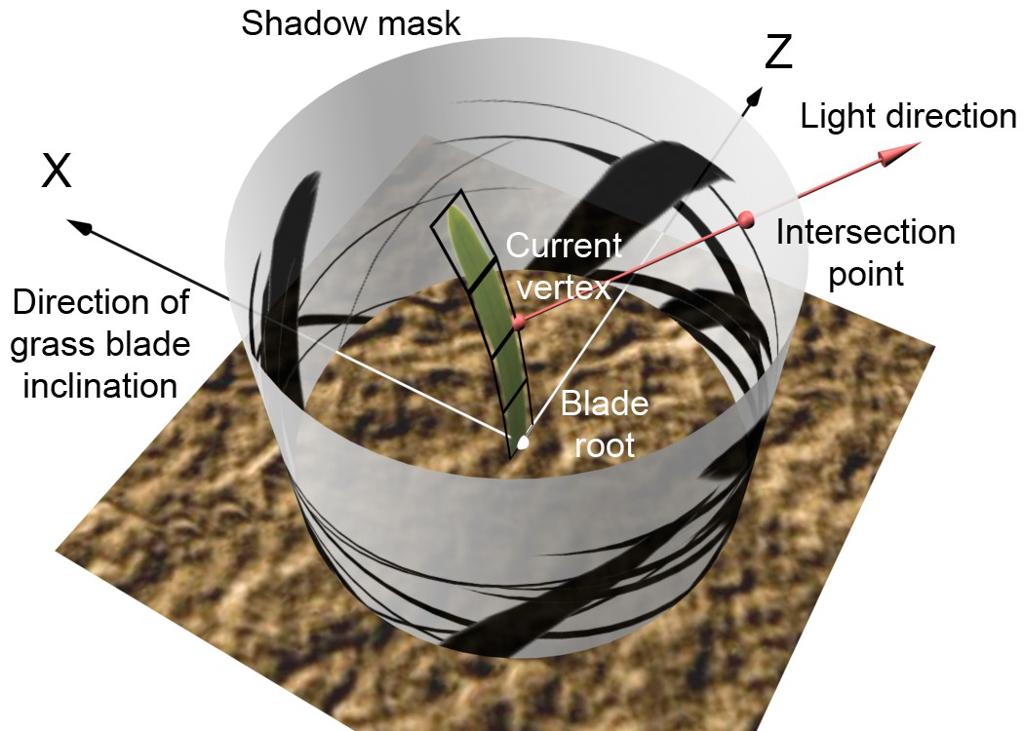 Shadow mask
Z
Light direction
X
Current
vertex
Intersection
point
Direction of
grass blade
inclination
Blade
root